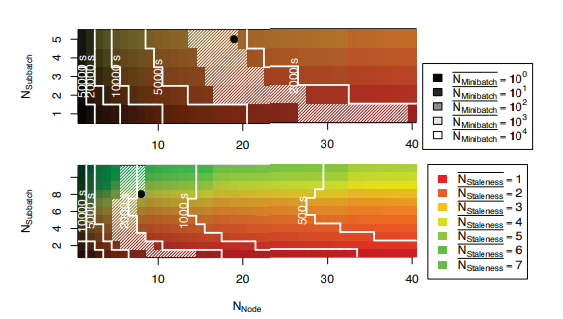 N_Subbatch
5
4
3
2
1
50000 s
20000 s
10000 s
5000 s
2000 s
10
20
30
40
N_Minibatch = 10^0
N_Minibatch = 10^1
N_Minibatch = 10^2
N_Minibatch = 10^3
N_Minibatch = 10^4
N_Subbatch
8
6
4
2
10000 s
5000 s
1000 s
500 s
10
20
30
40
N_Node
N_Staleness = 1
N_Staleness = 2
N_Staleness = 3
N_Staleness = 4
N_Staleness = 5
N_Staleness = 6
N_Staleness = 7